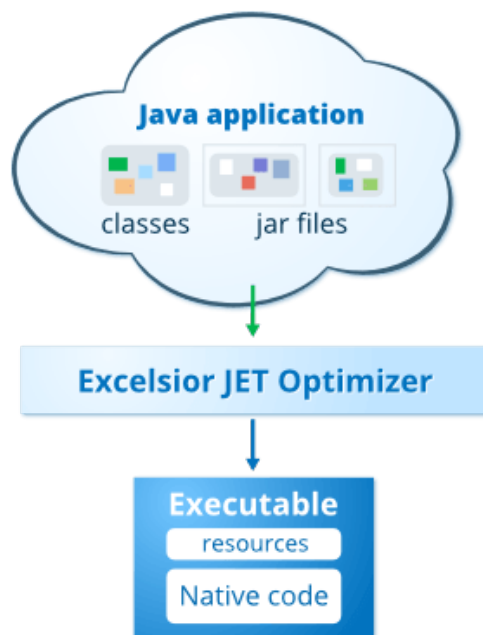 Java application
classes jar files
Excelsior JET Optimizer
Executable
resources
Native code